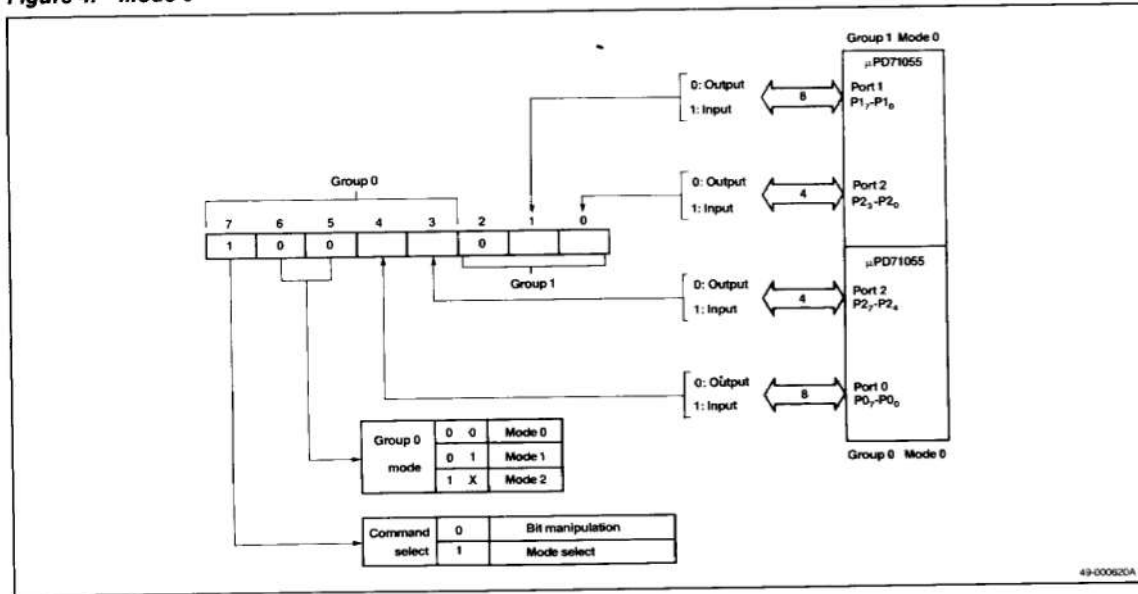 Figure 4. Mode 0
Group 1 Mode 0
μPD71055
0: Output
1: Input
8
Port 1
P1₇-P1₀
Group 0
0: Output
1: Input
4
Port 2
P2₃-P2₀
7 6 5 4 3 2 1 0
1 0 0 0
Group 1
μPD71055
0: Output
1: Input
4
Port 2
P2₇-P2₄
0: Output
1: Input
8
Port 0
P0₇-P0₀
Group 0 mode
0 0 Mode 0
0 1 Mode 1
1 X Mode 2
Group 0 Mode 0
Command select
0 Bit manipulation
1 Mode select
49-000620A